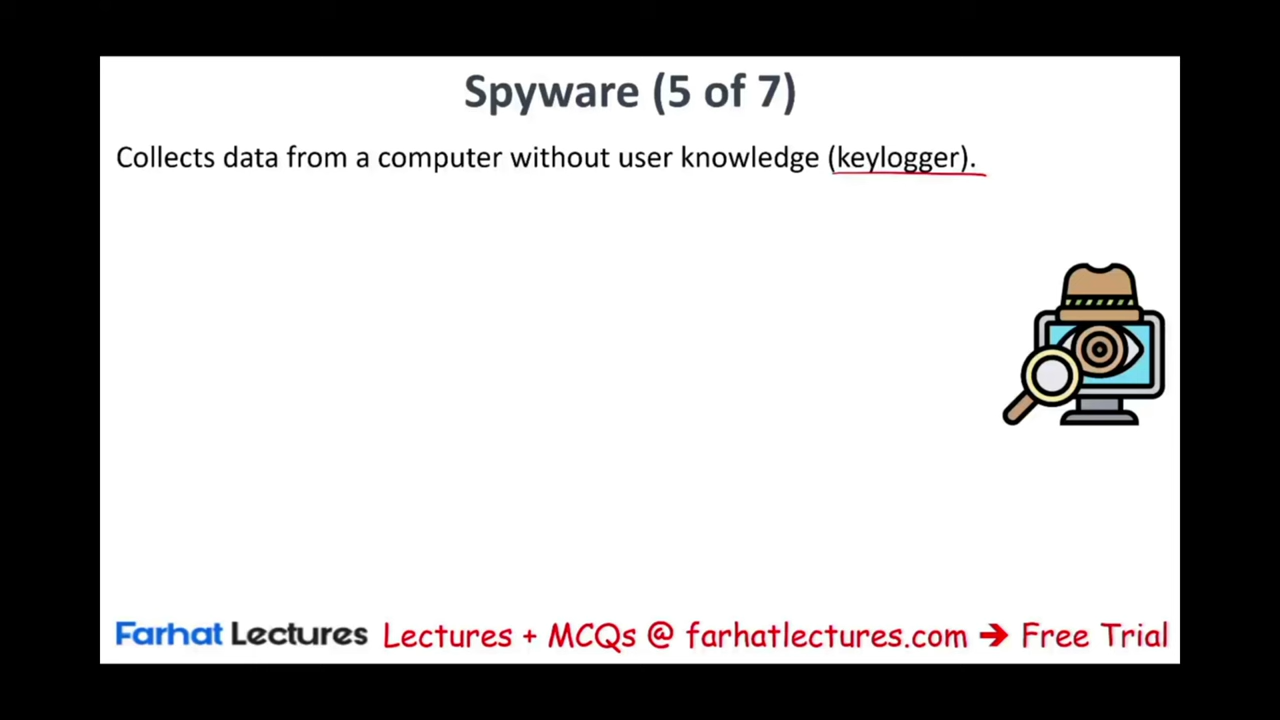 Spyware (5 of 7)
Collects data from a computer without user knowledge (keylogger).
Farhat Lectures Lectures + MCQs @ farhatlectures.com ➔ Free Trial